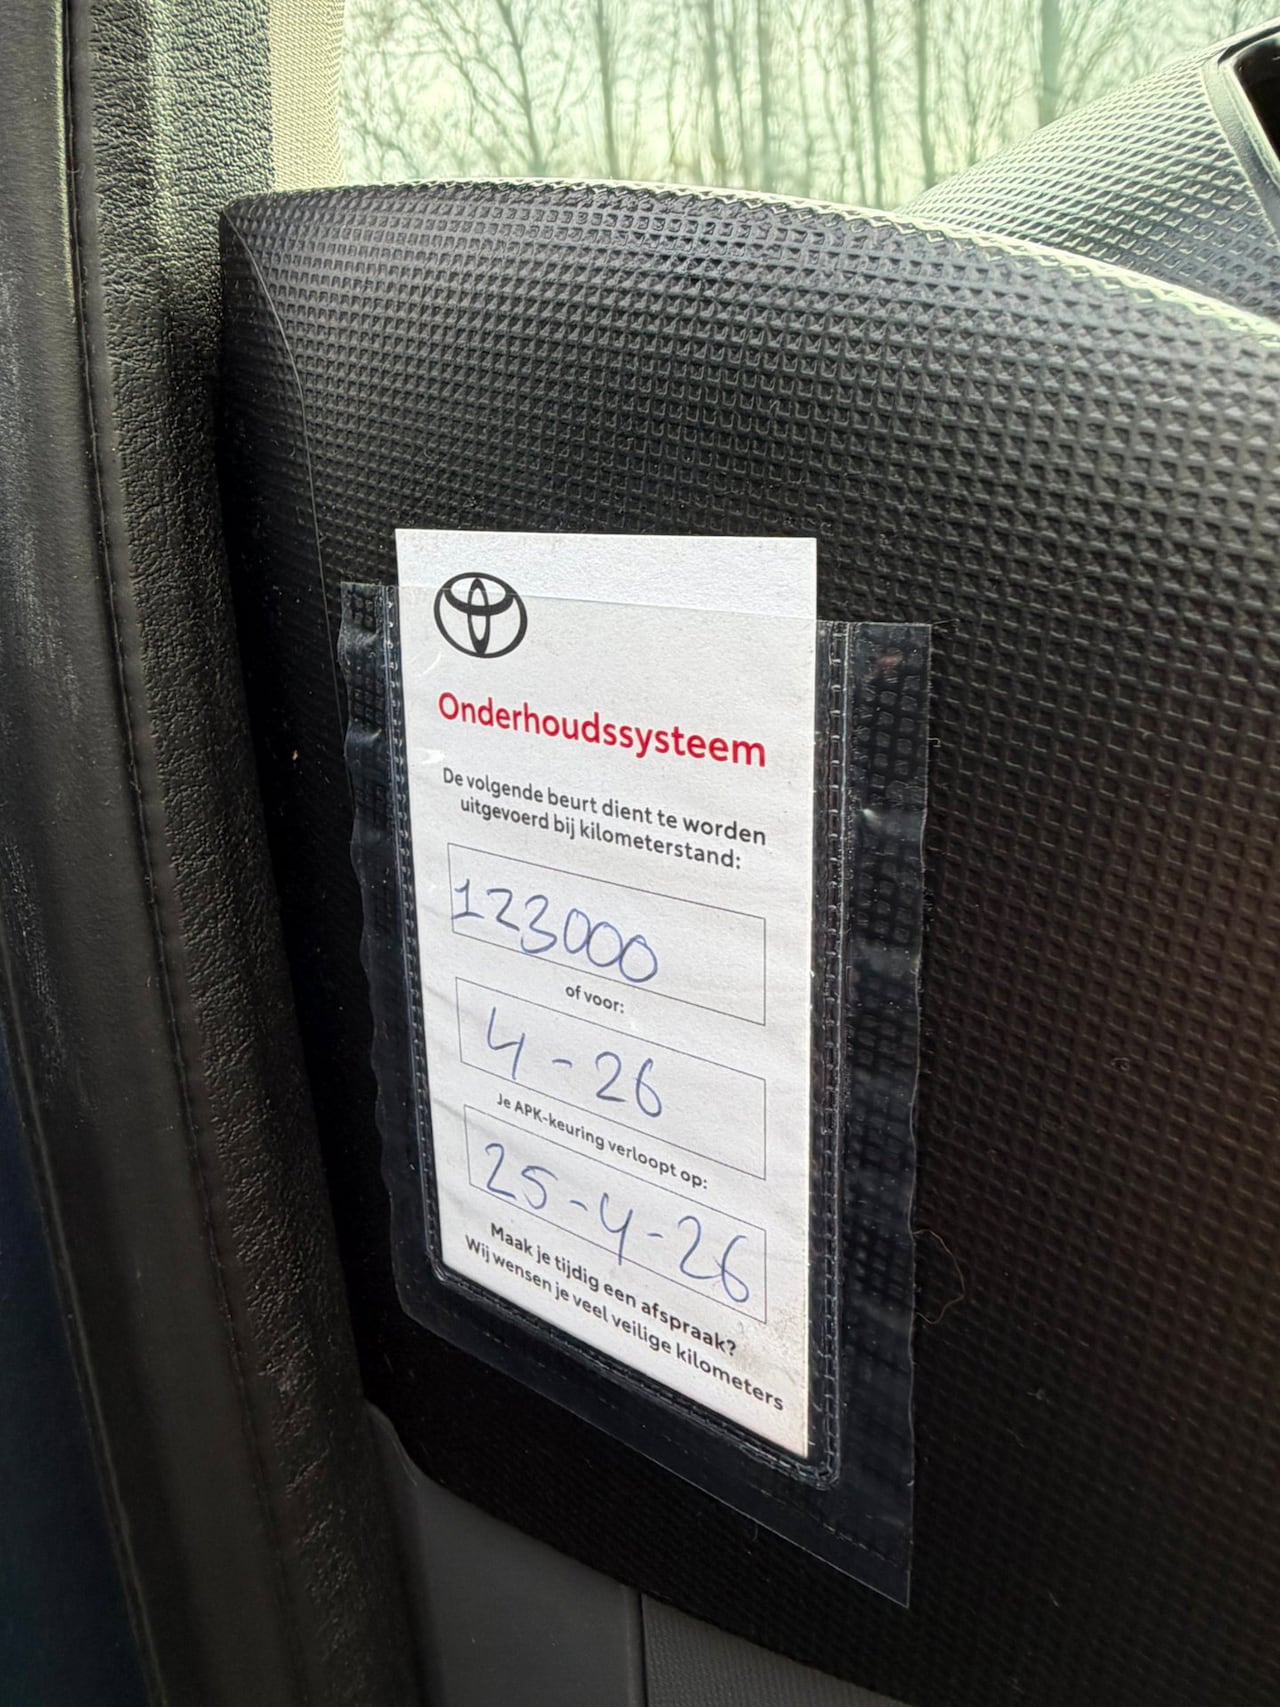 Onderhoudssysteem
De volgende beurt dient te worden
uitgevoerd bij kilometerstand:
123000
of voor:
4-26
Je APK-keuring verloopt op:
25-4-26
Maak je tijdig een afspraak?
Wij wensen je veel veilige kilometers